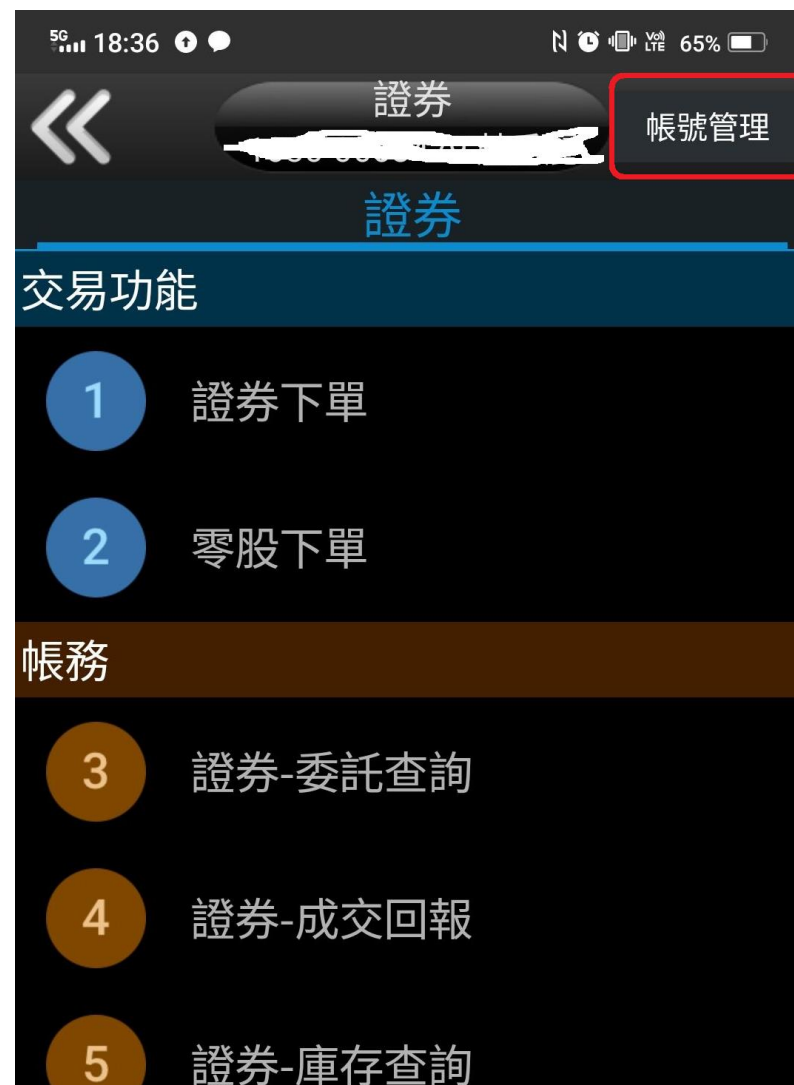 5G 18:36 VoD LTE 65%
證券
帳號管理
證券
交易功能
1 證券下單
2 零股下單
帳務
3 證券-委託查詢
4 證券-成交回報
5 證券-庫存查詢